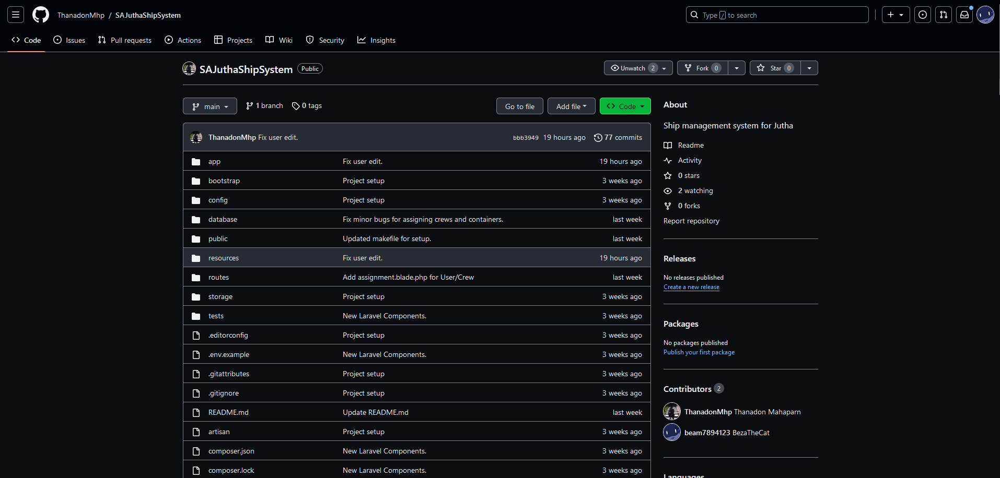 ThanadonMhp / SAJuthaShipSystem
Type / to search
Code Issues Pull requests Actions Projects Wiki Security Insights
SAJuthaShipSystem Public
Unwatch 2 Fork 0 Star 0
main 1 branch 0 tags Go to file Add file Code
ThanadonMhp Fix user edit. bbb3949 19 hours ago 77 commits
app Fix user edit. 19 hours ago
bootstrap Project setup 3 weeks ago
config Project setup 3 weeks ago
database Fix minor bugs for assigning crews and containers. last week
public Updated makefile for setup. last week
resources Fix user edit. 19 hours ago
routes Add assignment.blade.php for User/Crew last week
storage Project setup 3 weeks ago
tests New Laravel Components. 3 weeks ago
.editorconfig Project setup 3 weeks ago
.env.example New Laravel Components. 3 weeks ago
.gitattributes Project setup 3 weeks ago
.gitignore Project setup 3 weeks ago
README.md Update README.md last week
artisan Project setup 3 weeks ago
composer.json New Laravel Components. 3 weeks ago
composer.lock New Laravel Components. 3 weeks ago
About
Ship management system for Jutha
Readme
Activity
0 stars
2 watching
0 forks
Report repository
Releases
No releases published
Create a new release
Packages
No packages published
Publish your first package
Contributors 2
ThanadonMhp Thanadon Mahaparn
beam7894123 BezaTheCat
Languages